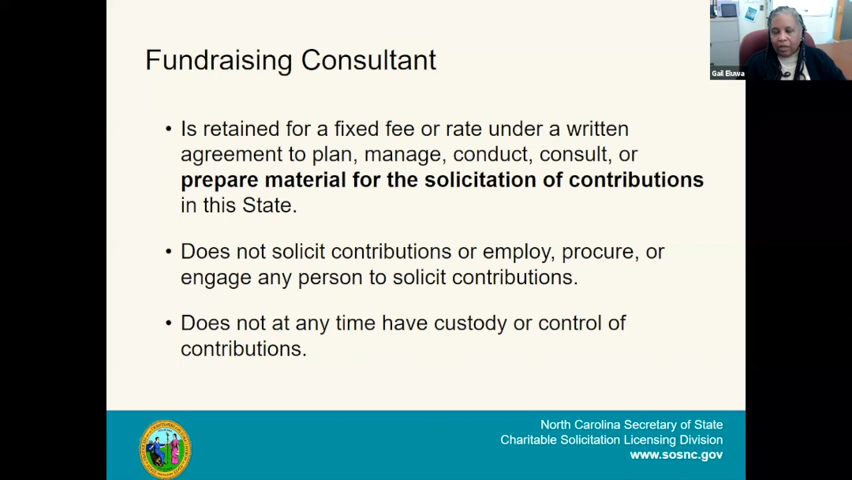 Fundraising Consultant
Gail Eluwa
• Is retained for a fixed fee or rate under a written
agreement to plan, manage, conduct, consult, or
prepare material for the solicitation of contributions
in this State.
• Does not solicit contributions or employ, procure, or
engage any person to solicit contributions.
• Does not at any time have custody or control of
contributions.
North Carolina Secretary of State
Charitable Solicitation Licensing Division
www.sosnc.gov